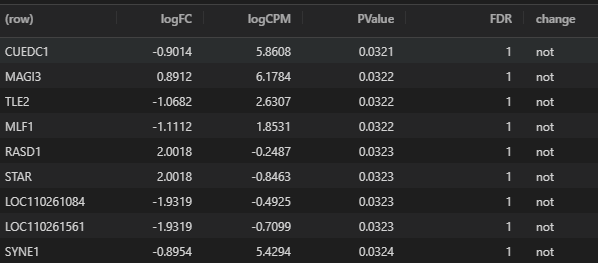 (row) logFC logCPM PValue FDR change
CUEDC1 -0.9014 5.8608 0.0321 1 not
MAGI3 0.8912 6.1784 0.0322 1 not
TLE2 -1.0682 2.6307 0.0322 1 not
MLF1 -1.1112 1.8531 0.0322 1 not
RASD1 2.0018 -0.2487 0.0323 1 not
STAR 2.0018 -0.8463 0.0323 1 not
LOC110261084 -1.9319 -0.4925 0.0323 1 not
LOC110261561 -1.9319 -0.7099 0.0323 1 not
SYNE1 -0.8954 5.4294 0.0324 1 not